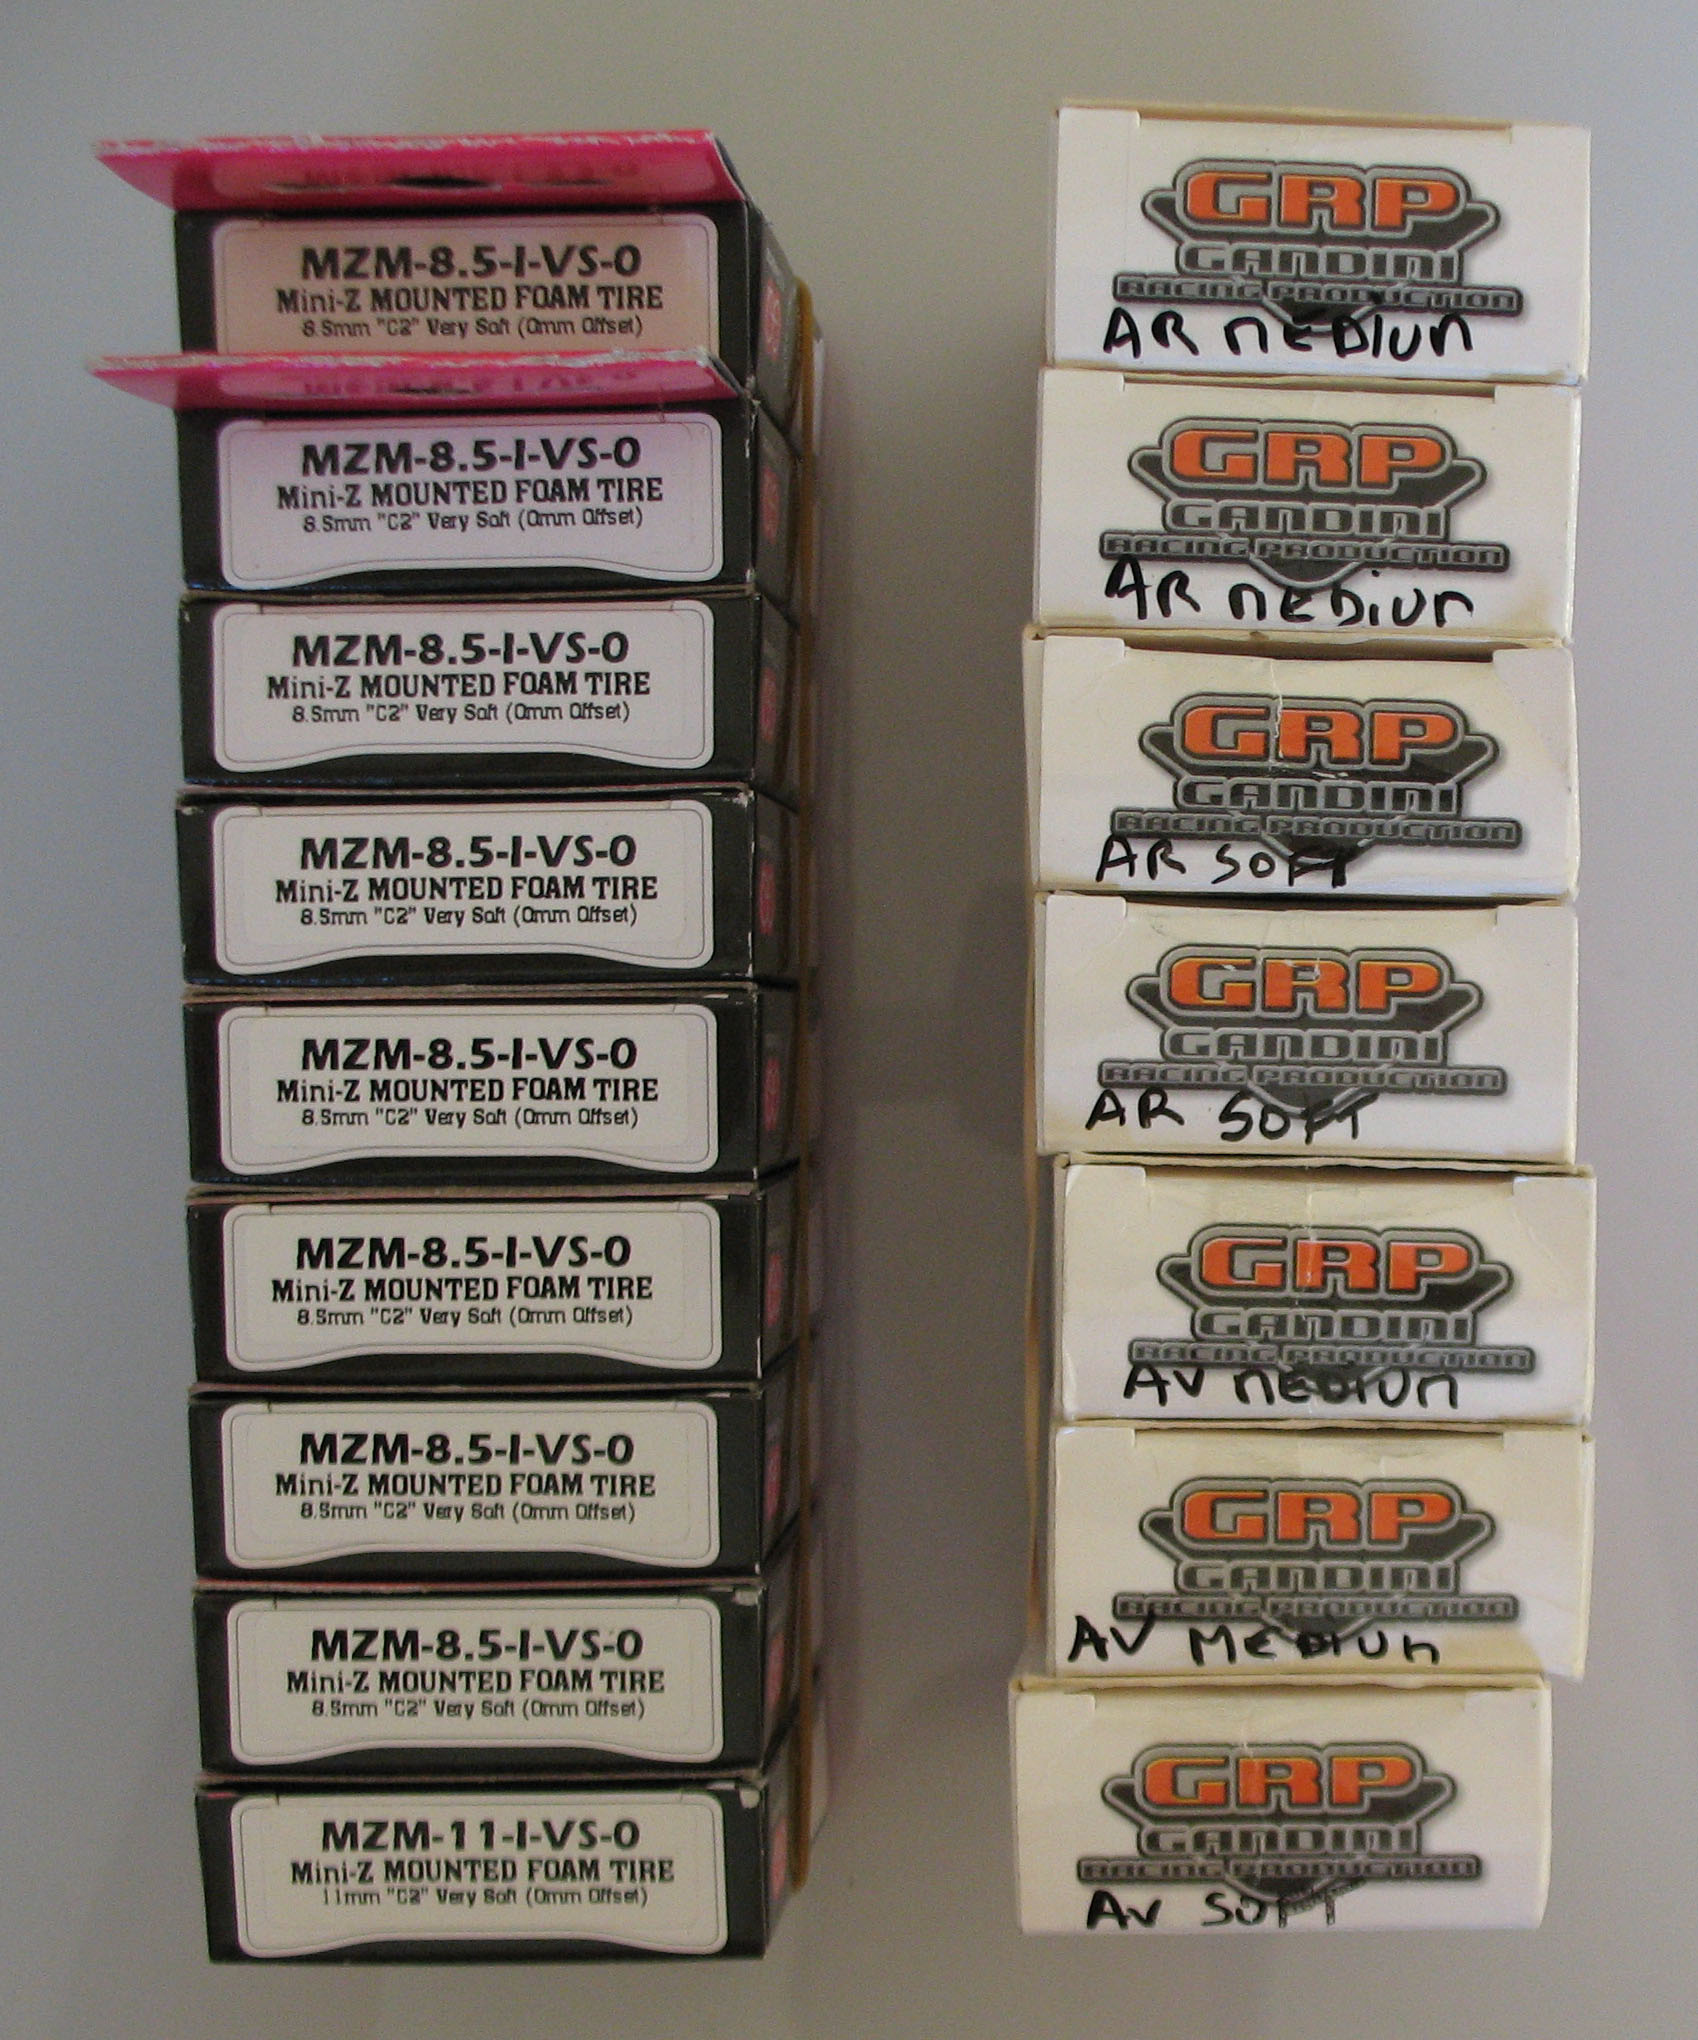 MZM-8.5-I-VS-0
Mini-Z MOUNTED FOAM TIRE
8.5mm "C2" Very Soft (0mm Offset)
MZM-8.5-I-VS-0
Mini-Z MOUNTED FOAM TIRE
8.5mm "C2" Very Soft (0mm Offset)
MZM-8.5-I-VS-0
Mini-Z MOUNTED FOAM TIRE
8.5mm "C2" Very Soft (0mm Offset)
MZM-8.5-I-VS-0
Mini-Z MOUNTED FOAM TIRE
8.5mm "C2" Very Soft (0mm Offset)
MZM-8.5-I-VS-0
Mini-Z MOUNTED FOAM TIRE
8.5mm "C2" Very Soft (0mm Offset)
MZM-8.5-I-VS-0
Mini-Z MOUNTED FOAM TIRE
8.5mm "C2" Very Soft (0mm Offset)
MZM-8.5-I-VS-0
Mini-Z MOUNTED FOAM TIRE
8.5mm "C2" Very Soft (0mm Offset)
MZM-8.5-I-VS-0
Mini-Z MOUNTED FOAM TIRE
8.5mm "C2" Very Soft (0mm Offset)
MZM-11-I-VS-0
Mini-Z MOUNTED FOAM TIRE
11mm "C2" Very Soft (0mm Offset)
GRP
GANDINI
RACING PRODUCTION
AR MEDIUM
GRP
GANDINI
RACING PRODUCTION
AR MEDIUM
GRP
GANDINI
RACING PRODUCTION
AR SOFT
GRP
GANDINI
RACING PRODUCTION
AR SOFT
GRP
GANDINI
RACING PRODUCTION
AV MEDIUM
GRP
GANDINI
RACING PRODUCTION
AV MEDIUM
GRP
GANDINI
RACING PRODUCTION
AV SOFT